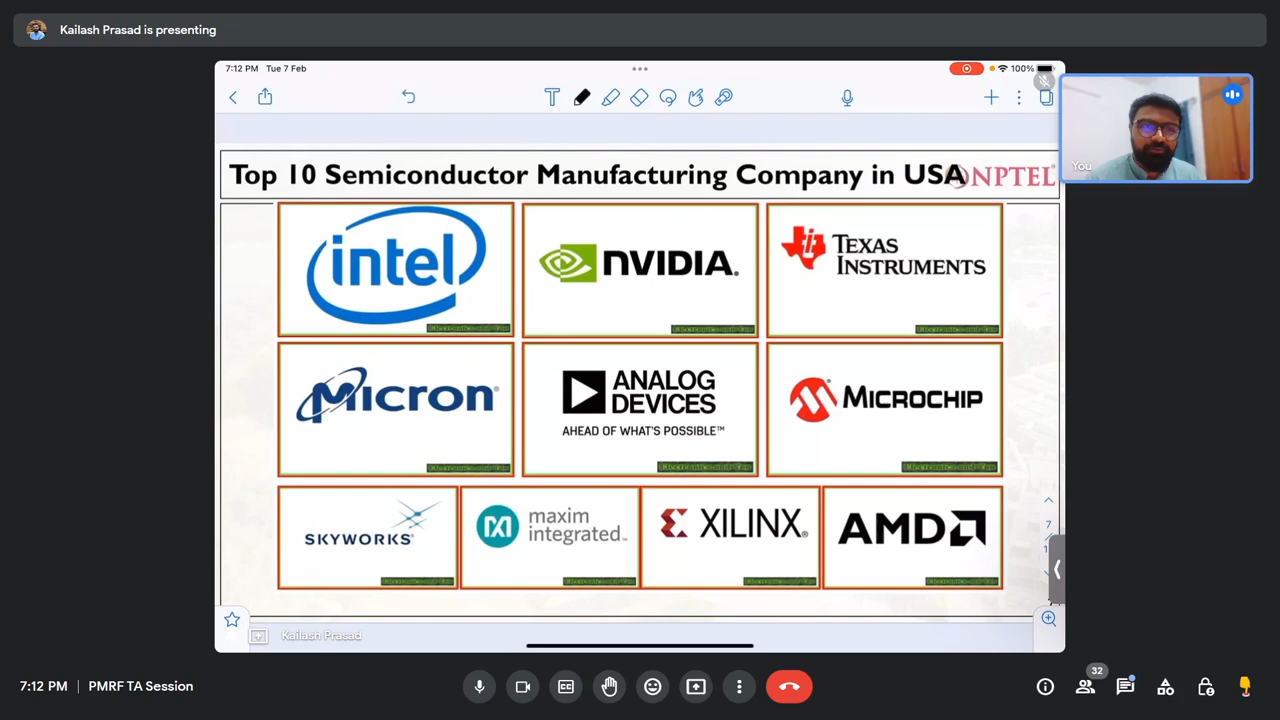 Kailash Prasad is presenting
7:12 PM Tue 7 Feb
100%
You
Top 10 Semiconductor Manufacturing Company in USA
NPTEL
intel
NVIDIA.
TEXAS
INSTRUMENTS
Micron
ANALOG
DEVICES
AHEAD OF WHAT'S POSSIBLE™
MICROCHIP
SKYWORKS®
maxim
integrated™
XILINX®
AMD
7
Kailash Prasad
7:12 PM | PMRF TA Session
32